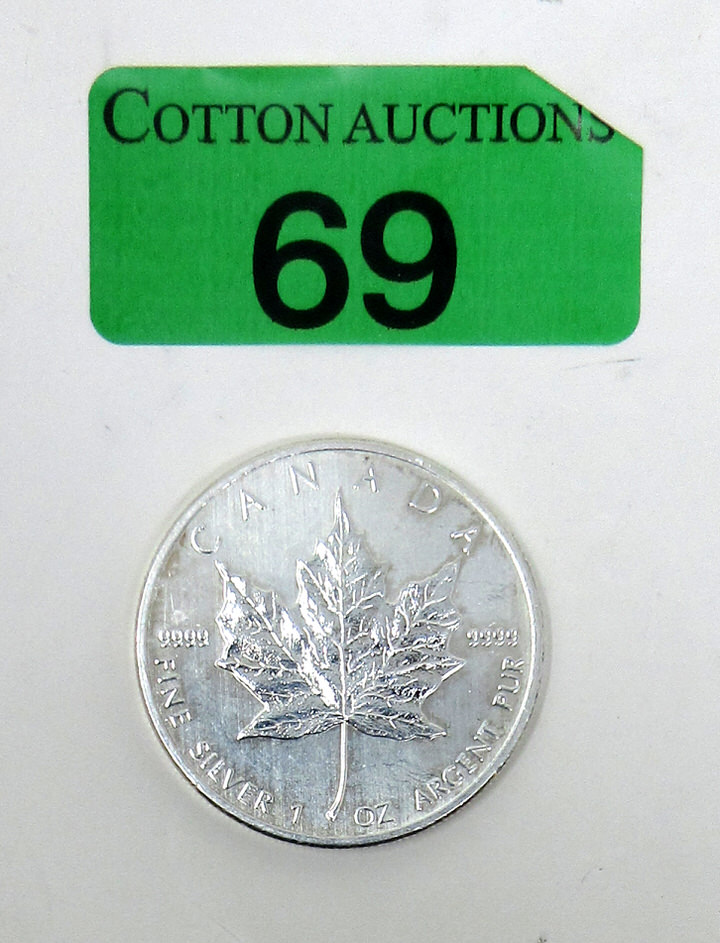 COTTON AUCTIONS
69
CANADA
9999 9999
FINE SILVER 1 OZ ARGENT PUR